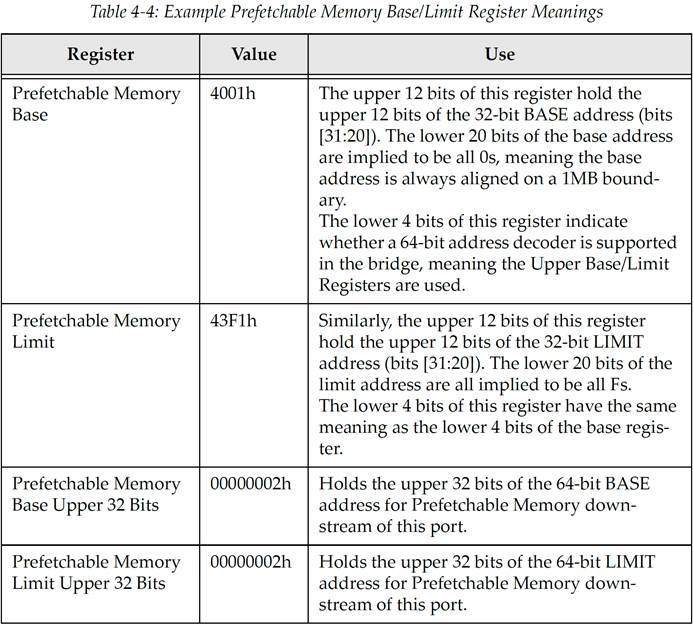 Table 4-4: Example Prefetchable Memory Base/Limit Register Meanings
Register Value Use
Prefetchable Memory
Base
4001h
The upper 12 bits of this register hold the
upper 12 bits of the 32-bit BASE address (bits
[31:20]). The lower 20 bits of the base address
are implied to be all 0s, meaning the base
address is always aligned on a 1MB bound-
ary.
The lower 4 bits of this register indicate
whether a 64-bit address decoder is supported
in the bridge, meaning the Upper Base/Limit
Registers are used.
Prefetchable Memory
Limit
43F1h
Similarly, the upper 12 bits of this register
hold the upper 12 bits of the 32-bit LIMIT
address (bits [31:20]). The lower 20 bits of the
limit address are all implied to be all Fs.
The lower 4 bits of this register have the same
meaning as the lower 4 bits of the base regis-
ter.
Prefetchable Memory
Base Upper 32 Bits
00000002h
Holds the upper 32 bits of the 64-bit BASE
address for Prefetchable Memory down-
stream of this port.
Prefetchable Memory
Limit Upper 32 Bits
00000002h
Holds the upper 32 bits of the 64-bit LIMIT
address for Prefetchable Memory down-
stream of this port.